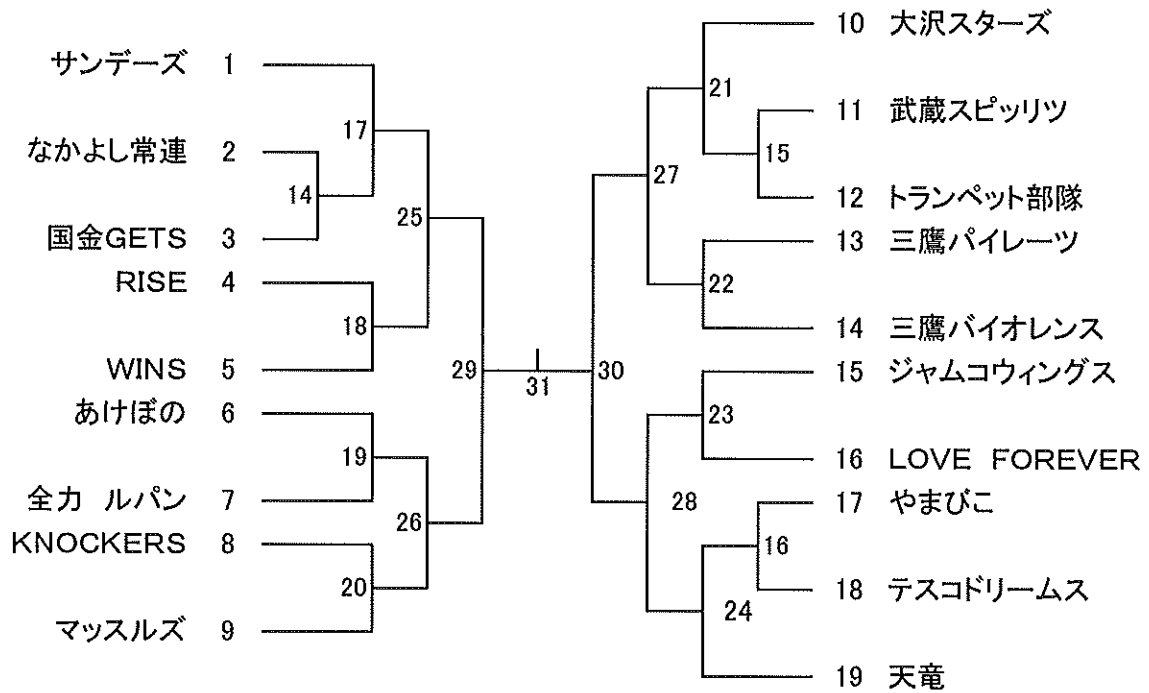 サンデーズ 1
なかよし常連 2
国金GETS 3
RISE 4
WINS 5
あけぼの 6
全力 ルパン 7
KNOCKERS 8
マッスルズ 9
14
17
18
19
20
25
26
29
31
30
27
28
21
22
23
24
15
16
10 大沢スターズ
11 武蔵スピッリツ
12 トランペット部隊
13 三鷹パイレーツ
14 三鷹バイオレンス
15 ジャムコウィングス
16 LOVE FOREVER
17 やまびこ
18 テスコドリームス
19 天竜